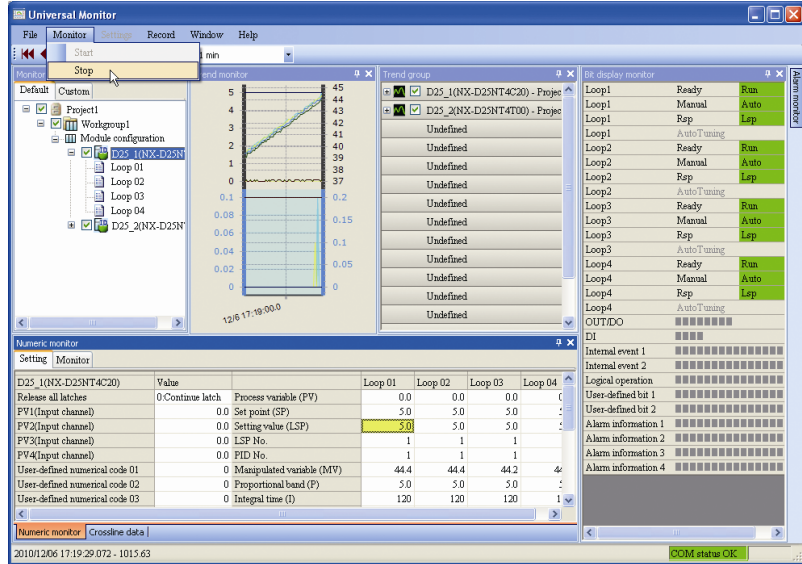 Universal Monitor
File Monitor Settings Record Window Help
Start
Stop
min
Monitor
Trend monitor
Trend group
Bit display monitor
Alarm monitor
Default Custom
Project1
Workgroup1
Module configuration
D25_1(NX-D25NT
Loop 01
Loop 02
Loop 03
Loop 04
D25_2(NX-D25N
5
4
3
2
1
0
45
44
43
42
41
40
39
38
37
0.1
0.08
0.06
0.04
0.02
0
0.2
0.15
0.1
0.05
0
12/6 17:19:00.0
D25_1(NX-D25NT4C20) - Projec
D25_2(NX-D25NT4T00) - Projec
Undefined
Undefined
Undefined
Undefined
Undefined
Undefined
Undefined
Undefined
Undefined
Undefined
Undefined
Loop1 Ready Run
Loop1 Manual Auto
Loop1 Rsp Lsp
Loop1 AutoTuning
Loop2 Ready Run
Loop2 Manual Auto
Loop2 Rsp Lsp
Loop2 AutoTuning
Loop3 Ready Run
Loop3 Manual Auto
Loop3 Rsp Lsp
Loop3 AutoTuning
Loop4 Ready Run
Loop4 Manual Auto
Loop4 Rsp Lsp
Loop4 AutoTuning
OUT/DO
DI
Internal event 1
Internal event 2
Logical operation
User-defined bit 1
User-defined bit 2
Alarm information 1
Alarm information 2
Alarm information 3
Alarm information 4
Numeric monitor
Setting Monitor
D25_1(NX-D25NT4C20) Value Loop 01 Loop 02 Loop 03 Loop 04
Release all latches 0:Continue latch Process variable (PV) 0.0 0.0 0.0
PV1(Input channel) 0.0 Set point (SP) 5.0 5.0 5.0
PV2(Input channel) 0.0 Setting value (LSP) 5.0 5.0 5.0
PV3(Input channel) 0.0 LSP No. 1 1 1
PV4(Input channel) 0.0 PID No. 1 1 1
User-defined numerical code 01 0 Manipulated variable (MV) 44.4 44.4 44.2 44
User-defined numerical code 02 0 Proportional band (P) 5.0 5.0 5.0
User-defined numerical code 03 0 Integral time (I) 120 120 120 1
Numeric monitor Crossline data
2010/12/06 17:19:29.072 - 1015.63
COM status OK